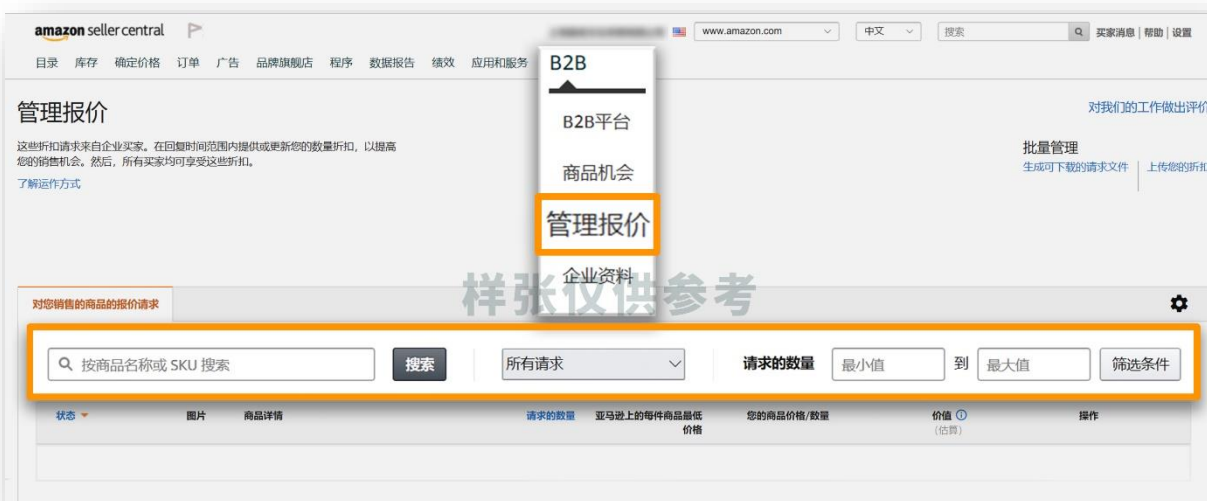 amazon seller central
www.amazon.com
中文
搜索
买家消息 | 帮助 | 设置
目录 库存 确定价格 订单 广告 品牌旗舰店 程序 数据报告 绩效 应用和服务
B2B
B2B平台
商品机会
管理报价
企业资料
管理报价
对我们的工作做出评价
这些折扣请求来自企业买家。在回复时间范围内提供或更新您的数量折扣，以提高
您的销售机会。然后，所有买家均可享受这些折扣。
了解运作方式
批量管理
生成可下载的请求文件 | 上传您的折扣
样张仅供参考
对您销售的商品的报价请求
按商品名称或 SKU 搜索
搜索
所有请求
请求的数量
最小值
到
最大值
筛选条件
状态
图片
商品详情
请求的数量
亚马逊上的每件商品最低
价格
您的商品价格/数量
价值
(估算)
操作